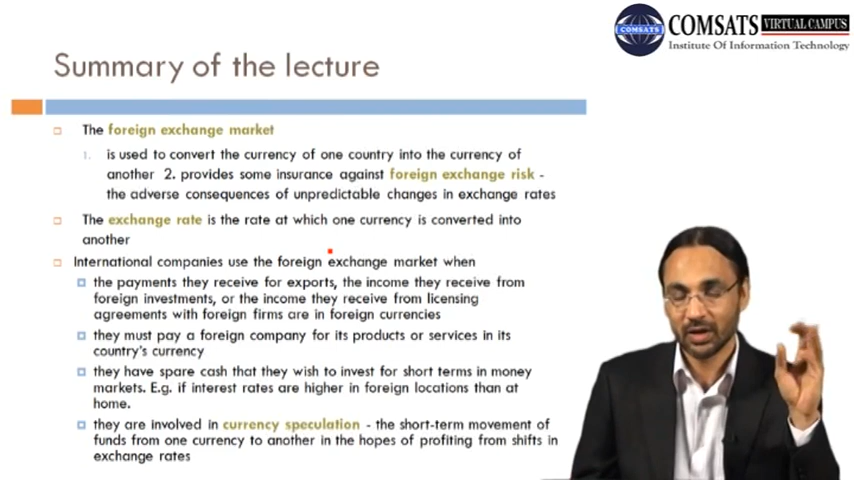 COMSATS VIRTUAL CAMPUS
COMSATS
Institute Of Information Technology
Summary of the lecture
The foreign exchange market
1. is used to convert the currency of one country into the currency of
another 2. provides some insurance against foreign exchange risk -
the adverse consequences of unpredictable changes in exchange rates
The exchange rate is the rate at which one currency is converted into
another
International companies use the foreign exchange market when
the payments they receive for exports, the income they receive from
foreign investments, or the income they receive from licensing
agreements with foreign firms are in foreign currencies
they must pay a foreign company for its products or services in its
country's currency
they have spare cash that they wish to invest for short terms in money
markets. E.g. if interest rates are higher in foreign locations than at
home.
they are involved in currency speculation - the short-term movement of
funds from one currency to another in the hopes of profiting from shifts in
exchange rates